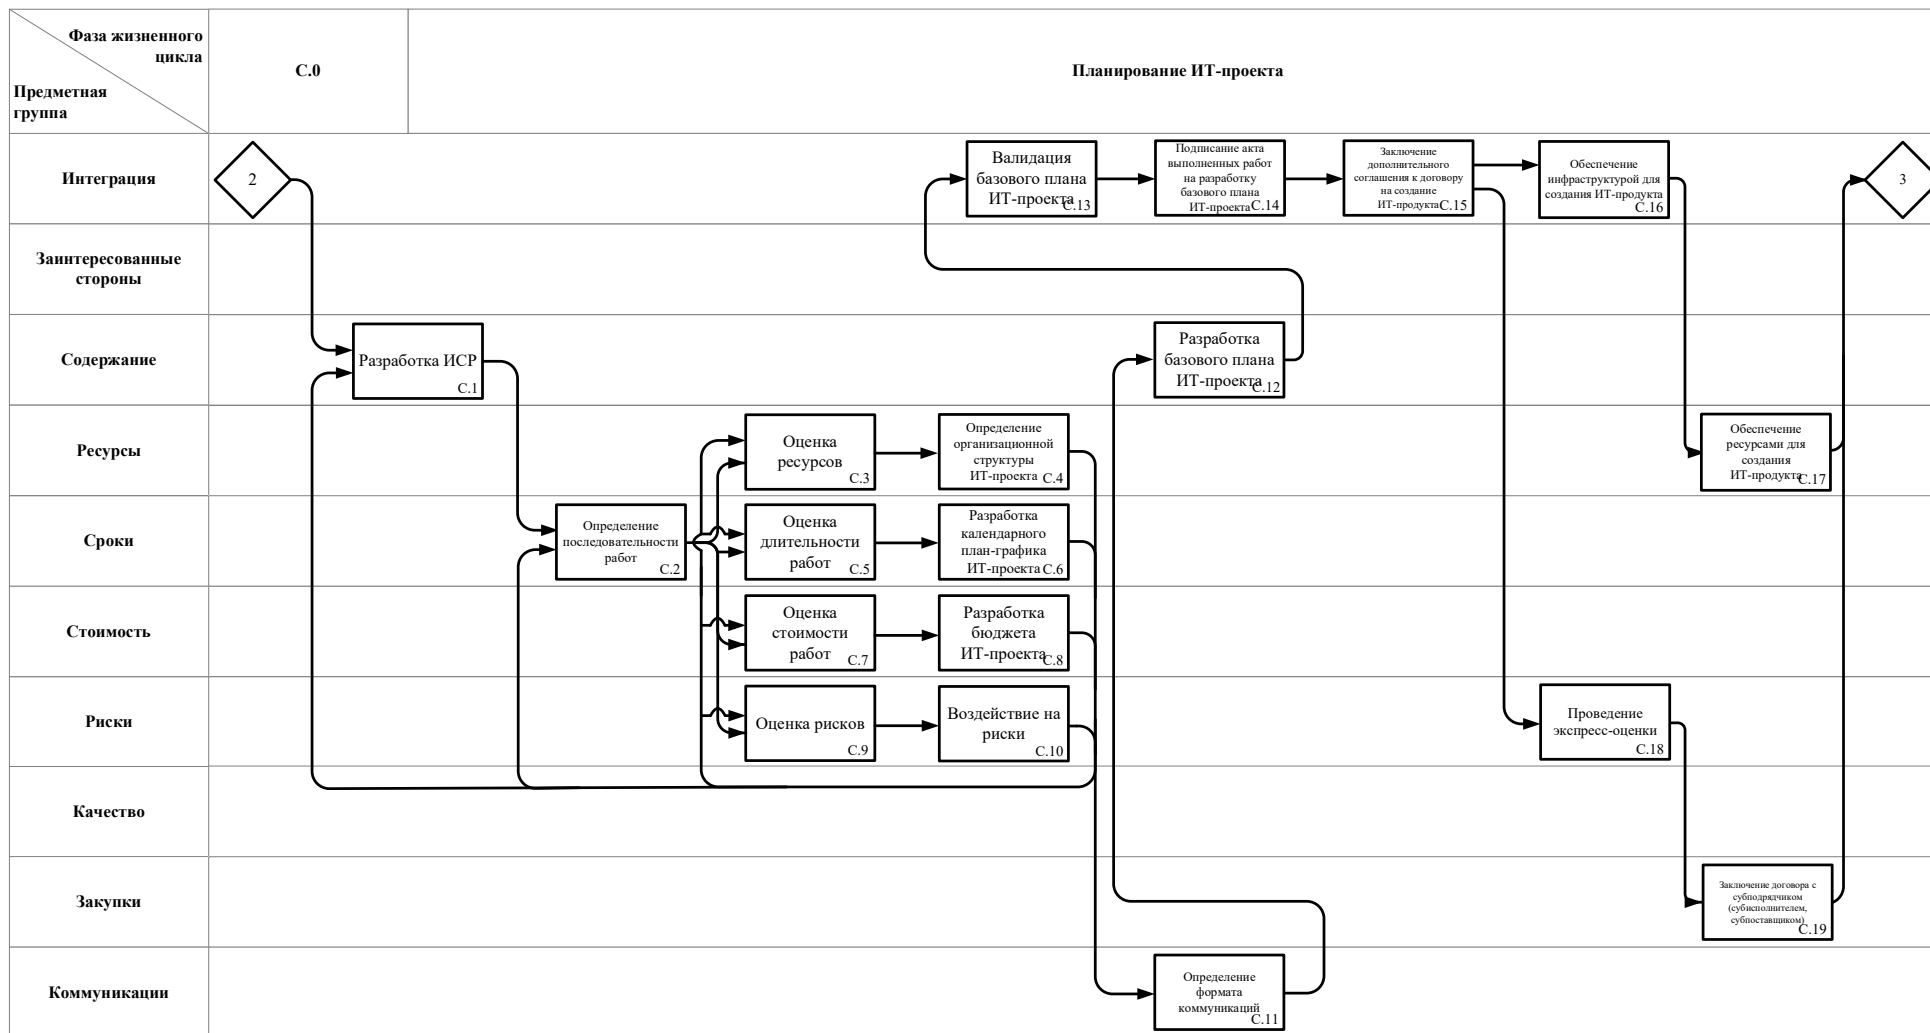 Фаза жизненного
цикла
Предметная
группа
С.0
Планирование ИТ-проекта
Интеграция
2
Валидация
базового плана
ИТ-проекта
С.13
Подписание акта
выполненных работ
на разработку
базового плана
ИТ-проекта
С.14
Заключение
дополнительного
соглашения к договору
на создание
ИТ-продукта
С.15
Обеспечение
инфраструктурой для
создания ИТ-продукта
С.16
3
Заинтересованные
стороны
Содержание
Разработка ИСР
С.1
Разработка
базового плана
ИТ-проекта
С.12
Ресурсы
Оценка
ресурсов
С.3
Определение
организационной
структуры
ИТ-проекта
С.4
Обеспечение
ресурсами для
создания
ИТ-продукта
С.17
Сроки
Определение
последовательности
работ
С.2
Оценка
длительности
работ
С.5
Разработка
календарного
план-графика
ИТ-проекта
С.6
Стоимость
Оценка
стоимости
работ
С.7
Разработка
бюджета
ИТ-проекта
С.8
Риски
Оценка рисков
С.9
Воздействие на
риски
С.10
Проведение
экспресс-оценки
С.18
Качество
Закупки
Заключение договора с
субподрядчиком
(субисполнителем,
субпоставщиком)
С.19
Коммуникации
Определение
формата
коммуникаций
С.11